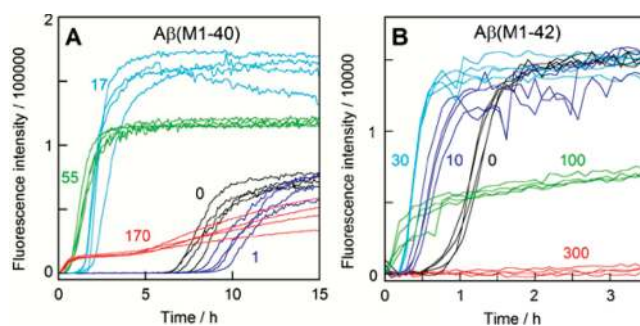 A Aβ(M1-40)
Fluorescence intensity / 100000
2
1
0
17
55
170
0
1
0 5 10 15
Time / h
B Aβ(M1-42)
Fluorescence intensity / 10000
1
0
30
10
0
100
300
0 1 2 3
Time / h